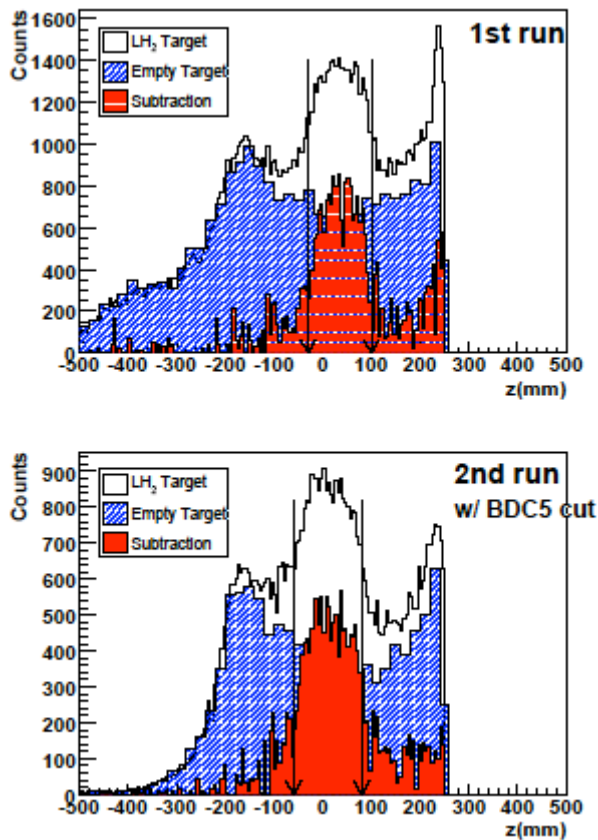 1st run
LH₂ Target
Empty Target
Subtraction
Counts
1600
1400
1200
1000
800
600
400
200
0
-500 -400 -300 -200 -100 0 100 200 300 400 500
z(mm)
2nd run
w/ BDC5 cut
LH₂ Target
Empty Target
Subtraction
Counts
900
800
700
600
500
400
300
200
100
0
-500 -400 -300 -200 -100 0 100 200 300 400 500
z(mm)